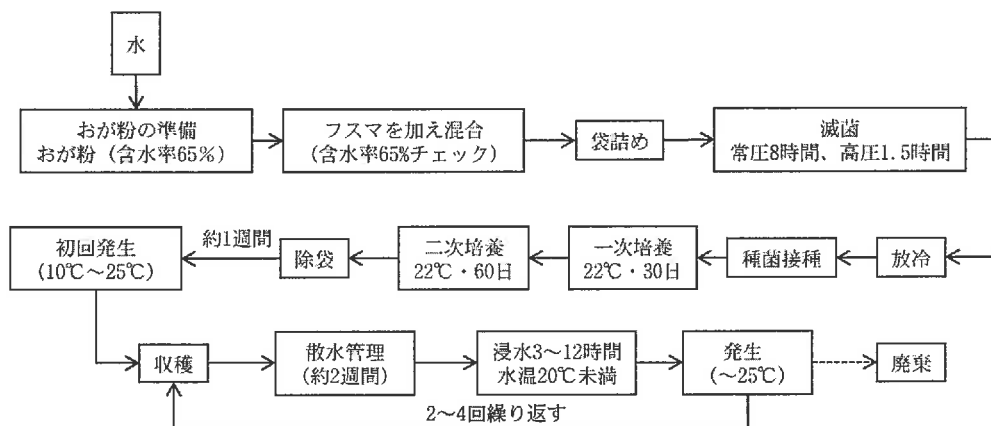 水
おが粉の準備
おが粉（含水率65％）
フスマを加え混合
（含水率65%チェック）
袋詰め
滅菌
常圧8時間、高圧1.5時間
初回発生
（10℃～25℃）
約1週間
除袋
二次培養
22℃・60日
一次培養
22℃・30日
種菌接種
放冷
収穫
散水管理
（約2週間）
浸水3～12時間
水温20℃未満
発生
（～25℃）
廃棄
2～4回繰り返す